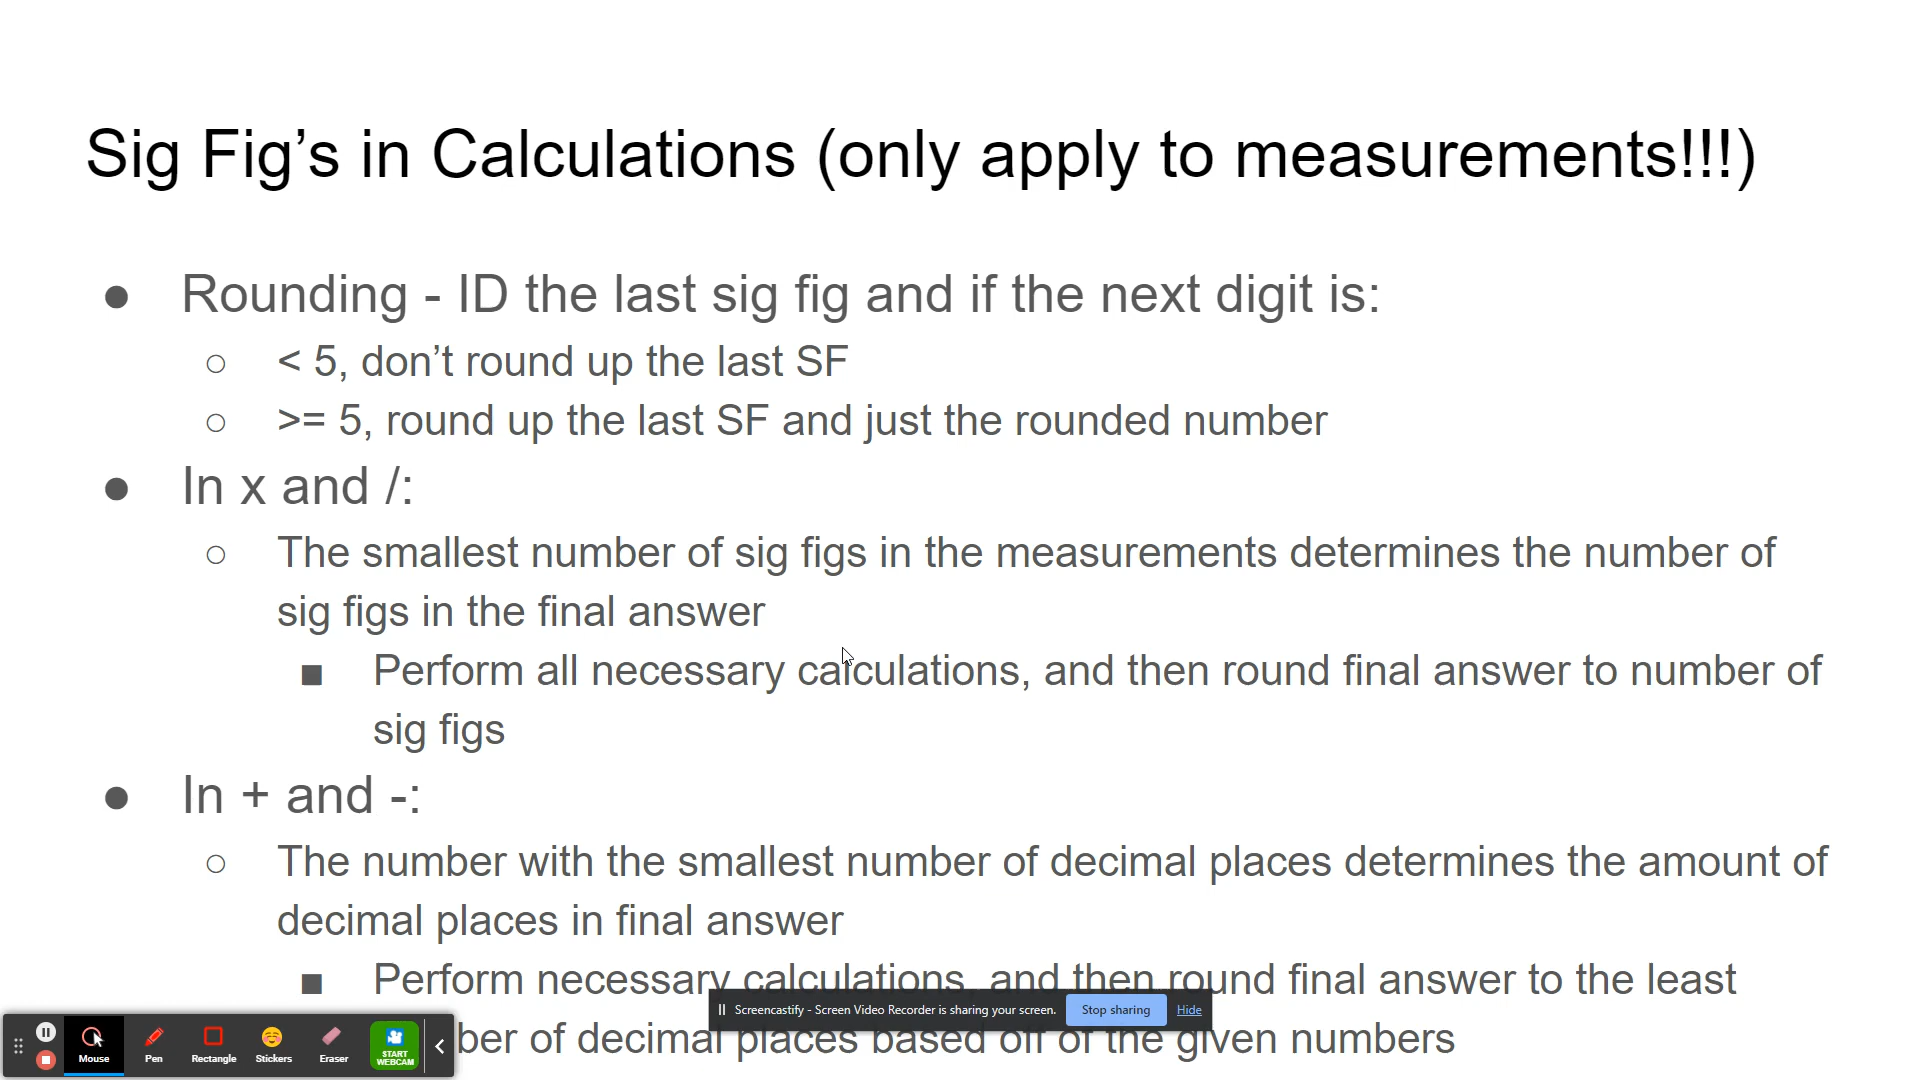 Sig Fig’s in Calculations (only apply to measurements!!!)
● Rounding - ID the last sig fig and if the next digit is:
○ < 5, don’t round up the last SF
○ >= 5, round up the last SF and just the rounded number
● In x and /:
○ The smallest number of sig figs in the measurements determines the number of
sig figs in the final answer
■ Perform all necessary calculations, and then round final answer to number of
sig figs
● In + and -:
○ The number with the smallest number of decimal places determines the amount of
decimal places in final answer
■ Perform necessary calculations, and then round final answer to the least
ber of decimal places based off of the given numbers
Screencastify - Screen Video Recorder is sharing your screen. Stop sharing Hide
Mouse Pen Rectangle Stickers Eraser START
WEBCAM